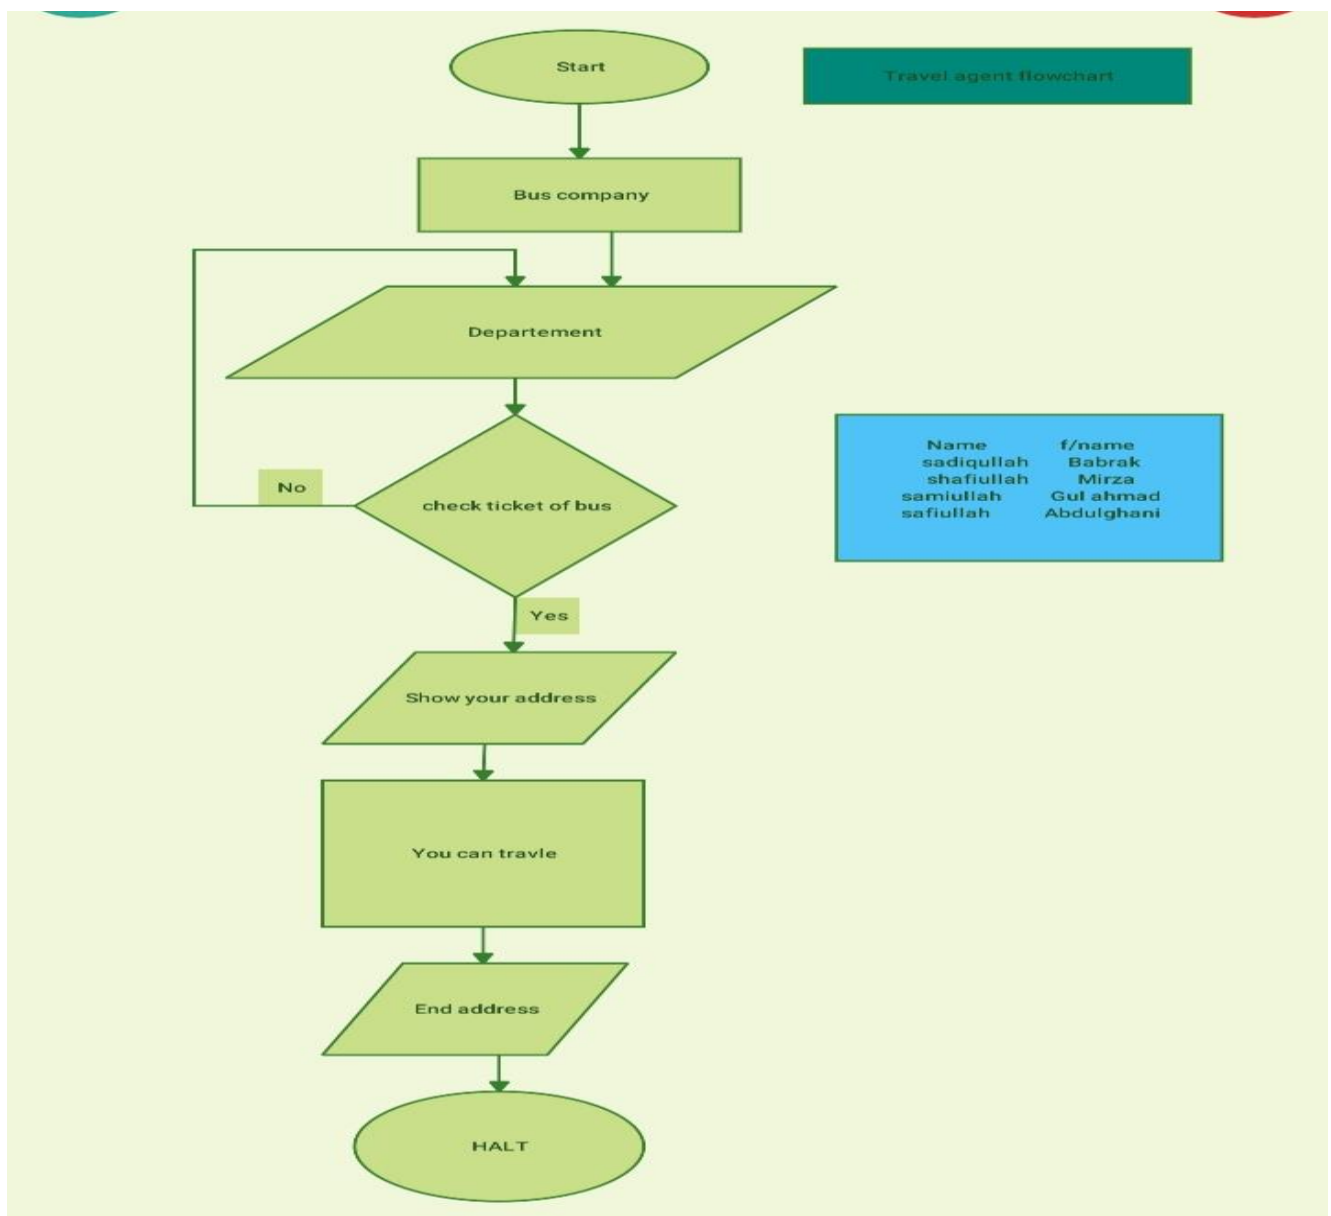 Start
Travel agent flowchart
Bus company
Departement
No
check ticket of bus
Name f/name
sadiqullah Babrak
shafiullah Mirza
samiullah Gul ahmad
safiullah Abdulghani
Yes
Show your address
You can travle
End address
HALT